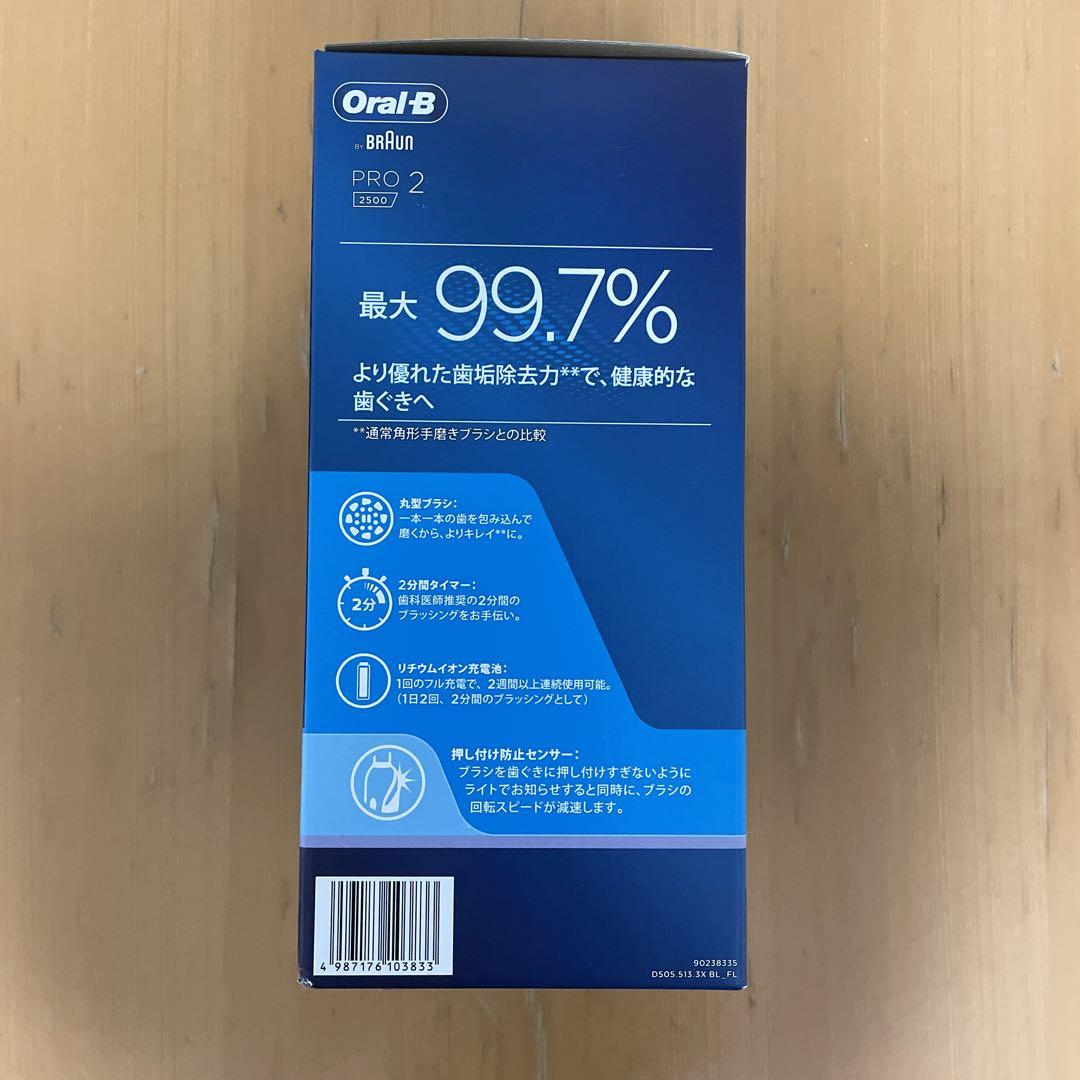 Oral-B
BY BRAUN
PRO 2
2500
最大 99.7%
より優れた歯垢除去力**で、健康的な
歯ぐきへ
**通常角形手磨きブラシとの比較
丸型ブラシ：
一本一本の歯を包み込んで
磨くから、よりキレイ**に。
2分
2分間タイマー：
歯科医師推奨の2分間の
ブラッシングをお手伝い。
リチウムイオン充電池：
1回のフル充電で、2週間以上連続使用可能。
（1日2回、2分間のブラッシングとして）
押し付け防止センサー：
ブラシを歯ぐきに押し付けすぎないように
ライトでお知らせすると同時に、ブラシの
回転スピードが減速します。
4 987176 103833
90238335
D505.513.3X BL_FL